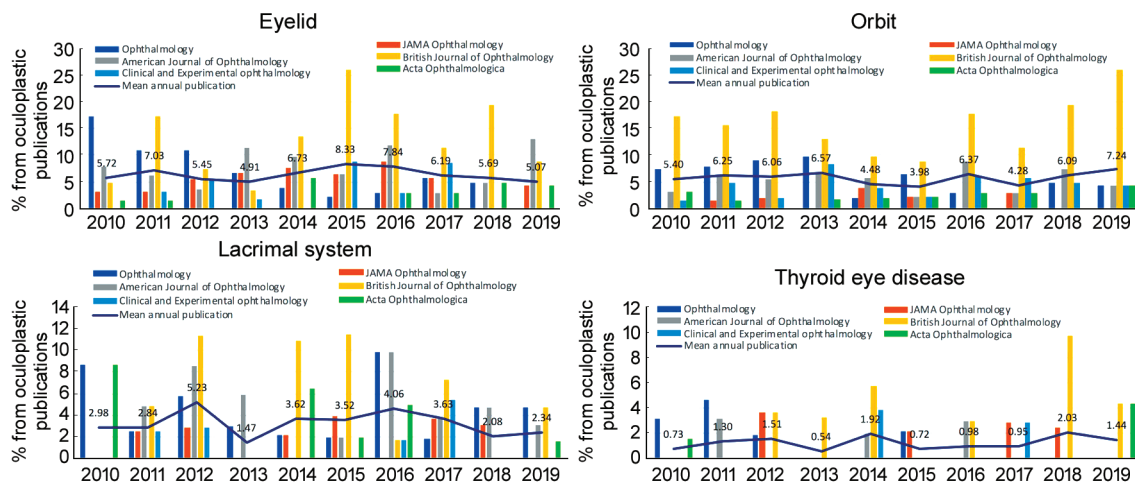 Eyelid
% from oculoplastic
publications
30
25
20
15
10
5
0
Ophthalmology
American Journal of Ophthalmology
Clinical and Experimental ophthalmology
Mean annual publication
JAMA Ophthalmology
British Journal of Ophthalmology
Acta Ophthalmologica
5.72
7.03
5.45
4.91
6.73
8.33
7.84
6.19
5.69
5.07
2010 2011 2012 2013 2014 2015 2016 2017 2018 2019
Orbit
% from oculoplastic
publications
30
25
20
15
10
5
0
Ophthalmology
American Journal of Ophthalmology
Clinical and Experimental ophthalmology
Mean annual publication
JAMA Ophthalmology
British Journal of Ophthalmology
Acta Ophthalmologica
5.40
6.25
6.06
6.57
4.48
3.98
6.37
4.28
6.09
7.24
2010 2011 2012 2013 2014 2015 2016 2017 2018 2019
Lacrimal system
% from oculoplastic
publications
14
12
10
8
6
4
2
0
Ophthalmology
American Journal of Ophthalmology
Clinical and Experimental ophthalmology
Mean annual publication
JAMA Ophthalmology
British Journal of Ophthalmology
Acta Ophthalmologica
2.98
2.84
5.23
1.47
3.62
3.52
4.06
3.63
2.08
2.34
2010 2011 2012 2013 2014 2015 2016 2017 2018 2019
Thyroid eye disease
% from oculoplastic
publications
12
10
8
6
4
2
0
Ophthalmology
American Journal of Ophthalmology
Clinical and Experimental ophthalmology
Mean annual publication
JAMA Ophthalmology
British Journal of Ophthalmology
Acta Ophthalmologica
0.73
1.30
1.51
0.54
1.92
0.72
0.98
0.95
2.03
1.44
2010 2011 2012 2013 2014 2015 2016 2017 2018 2019